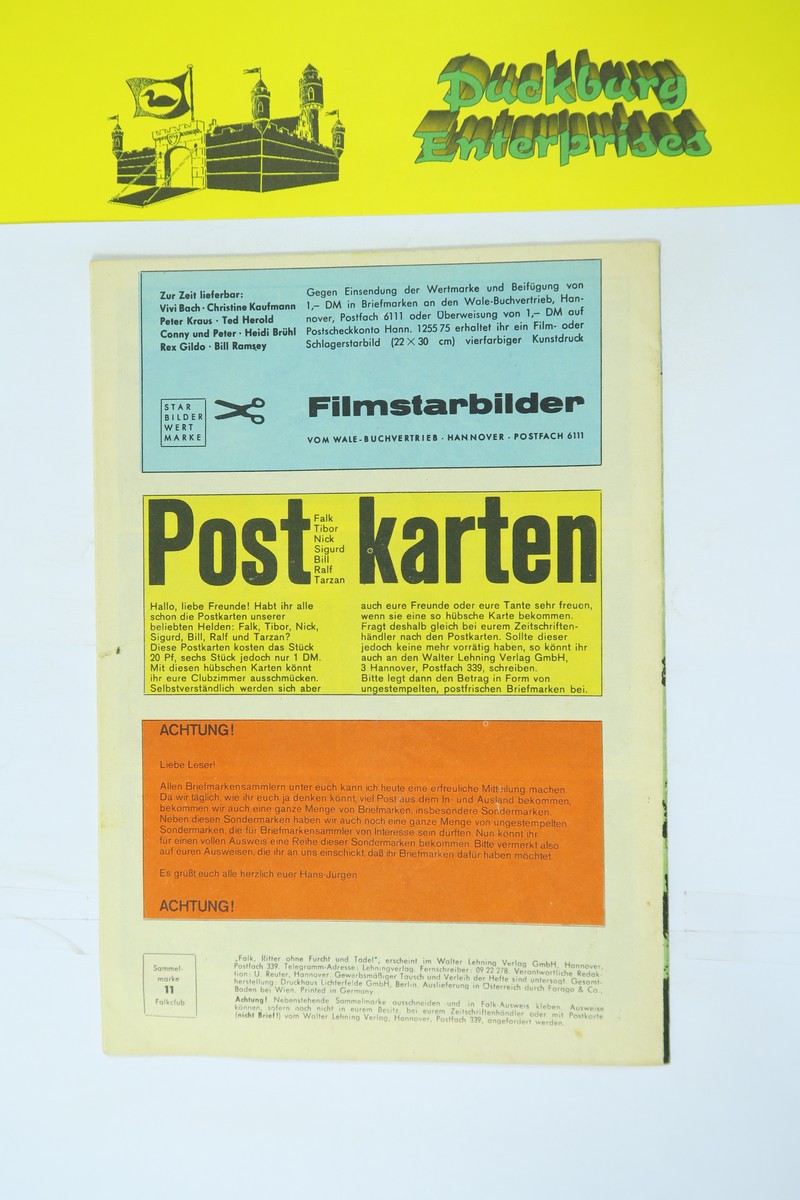 Duckburg
Enterprises
Zur Zeit lieferbar:
Vivi Bach · Christine Kaufmann
Peter Kraus · Ted Herold
Conny und Peter · Heidi Brühl
Rex Gildo · Bill Ramsey
Gegen Einsendung der Wertmarke und Beifügung von
1,– DM in Briefmarken an den Wale-Buchvertrieb, Han-
nover, Postfach 6111 oder Überweisung von 1,– DM auf
Postscheckkonto Hann. 125575 erhaltet ihr ein Film- oder
Schlagerstarbild (22 × 30 cm) vierfarbiger Kunstdruck
STAR
BILDER
WERT
MARKE
Filmstarbilder
VOM WALE-BUCHVERTRIEB · HANNOVER · POSTFACH 6111
Postkarten
Falk
Tibor
Nick
Sigurd
Bill
Ralf
Tarzan
Hallo, liebe Freunde! Habt ihr alle
schon die Postkarten unserer
beliebten Helden: Falk, Tibor, Nick,
Sigurd, Bill, Ralf und Tarzan?
Diese Postkarten kosten das Stück
20 Pf, sechs Stück jedoch nur 1 DM.
Mit diesen hübschen Karten könnt
ihr eure Clubzimmer ausschmücken.
Selbstverständlich werden sich aber
auch eure Freunde oder eure Tante sehr freuen,
wenn sie eine so hübsche Karte bekommen.
Fragt deshalb gleich bei eurem Zeitschriften-
händler nach den Postkarten. Sollte dieser
jedoch keine mehr vorrätig haben, so könnt ihr
auch an den Walter Lehning Verlag GmbH,
3 Hannover, Postfach 339, schreiben.
Bitte legt dann den Betrag in Form von
ungestempelten, postfrischen Briefmarken bei.
ACHTUNG!
Liebe Leser!
Allen Briefmarkensammlern unter euch kann ich heute eine erfreuliche Mitteilung machen.
Da wir täglich, wie ihr euch ja denken könnt, viel Post aus dem In- und Ausland bekommen,
bekommen wir auch eine ganze Menge von Briefmarken, insbesondere Sondermarken.
Neben diesen Sondermarken haben wir auch noch eine ganze Menge von ungestempelten
Sondermarken, die für Briefmarkensammler von Interesse sein dürften. Nun könnt ihr
für einen vollen Ausweis eine Reihe dieser Sondermarken bekommen. Bitte vermerkt also
auf euren Ausweisen, die ihr an uns einschickt, daß ihr Briefmarken dafür haben möchtet.
Es grüßt euch alle herzlich euer Hans-Jürgen
ACHTUNG!
Sammel-
marke
11
Falkclub
„Falk, Ritter ohne Furcht und Tadel", erscheint im Walter Lehning Verlag GmbH, Hannover,
Postfach 339. Telegramm-Adresse: Lehningverlag. Fernschreiber: 09 22 278. Verantwortliche Redak-
tion: U. Reuter, Hannover. Gewerbsmäßiger Tausch und Verleih der Hefte sind untersagt. Gesamt-
herstellung: Druckhaus Lichterfelde GmbH, Berlin. Auslieferung in Österreich durch Farago & Co.,
Baden bei Wien. Printed in Germany.
Achtung! Nebenstehende Sammelmarke ausschneiden und in Falk-Ausweis kleben. Ausweise
können, sofern noch nicht in eurem Besitz, bei eurem Zeitschriftenhändler oder mit Postkarte
(nicht Brief!) vom Walter Lehning Verlag, Hannover, Postfach 339, angefordert werden.